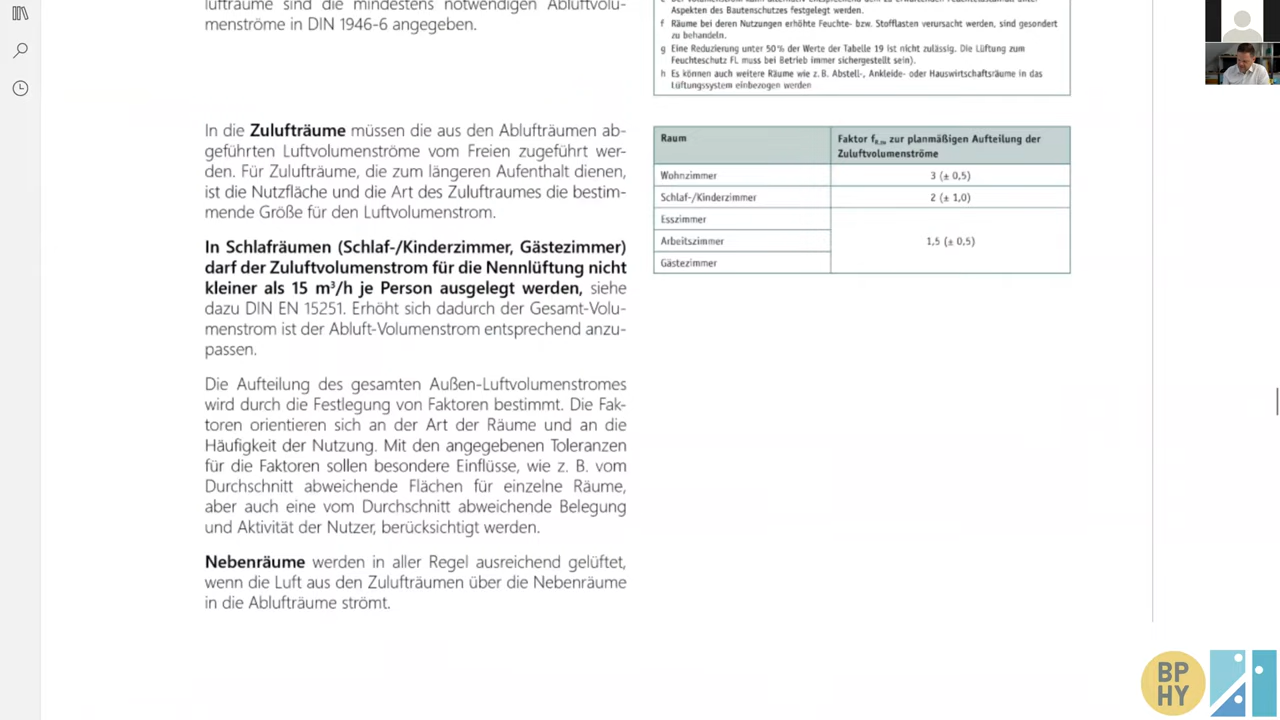 lufträume sind die mindestens notwendigen Abluftvolu-
menströme in DIN 1946-6 angegeben.
In die Zulufträume müssen die aus den Ablufträumen ab-
geführten Luftvolumenströme vom Freien zugeführt wer-
den. Für Zulufträume, die zum längeren Aufenthalt dienen,
ist die Nutzfläche und die Art des Zuluftraumes die bestim-
mende Größe für den Luftvolumenstrom.
In Schlafräumen (Schlaf-/Kinderzimmer, Gästezimmer)
darf der Zuluftvolumenstrom für die Nennlüftung nicht
kleiner als 15 m³/h je Person ausgelegt werden, siehe
dazu DIN EN 15251. Erhöht sich dadurch der Gesamt-Volu-
menstrom ist der Abluft-Volumenstrom entsprechend anzu-
passen.
Die Aufteilung des gesamten Außen-Luftvolumenstromes
wird durch die Festlegung von Faktoren bestimmt. Die Fak-
toren orientieren sich an der Art der Räume und an die
Häufigkeit der Nutzung. Mit den angegebenen Toleranzen
für die Faktoren sollen besondere Einflüsse, wie z. B. vom
Durchschnitt abweichende Flächen für einzelne Räume,
aber auch eine vom Durchschnitt abweichende Belegung
und Aktivität der Nutzer, berücksichtigt werden.
Nebenräume werden in aller Regel ausreichend gelüftet,
wenn die Luft aus den Zulufträumen über die Nebenräume
in die Ablufträume strömt.
Aspekten des Bautenschutzes festgelegt werden.
f Räume bei deren Nutzungen erhöhte Feuchte- bzw. Stofflasten verursacht werden, sind gesondert
zu behandeln.
g Eine Reduzierung unter 50% der Werte der Tabelle 19 ist nicht zulässig. Die Lüftung zum
Feuchteschutz FL muss bei Betrieb immer sichergestellt sein).
h Es können auch weitere Räume wie z. B. Abstell-, Ankleide- oder Hauswirtschaftsräume in das
Lüftungssystem einbezogen werden
Raum
Faktor f zur planmäßigen Aufteilung der
Zuluftvolumenströme
Wohnzimmer 3 (± 0,5)
Schlaf-/Kinderzimmer 2 (± 1,0)
Esszimmer
Arbeitszimmer 1,5 (± 0,5)
Gästezimmer
BP
HY